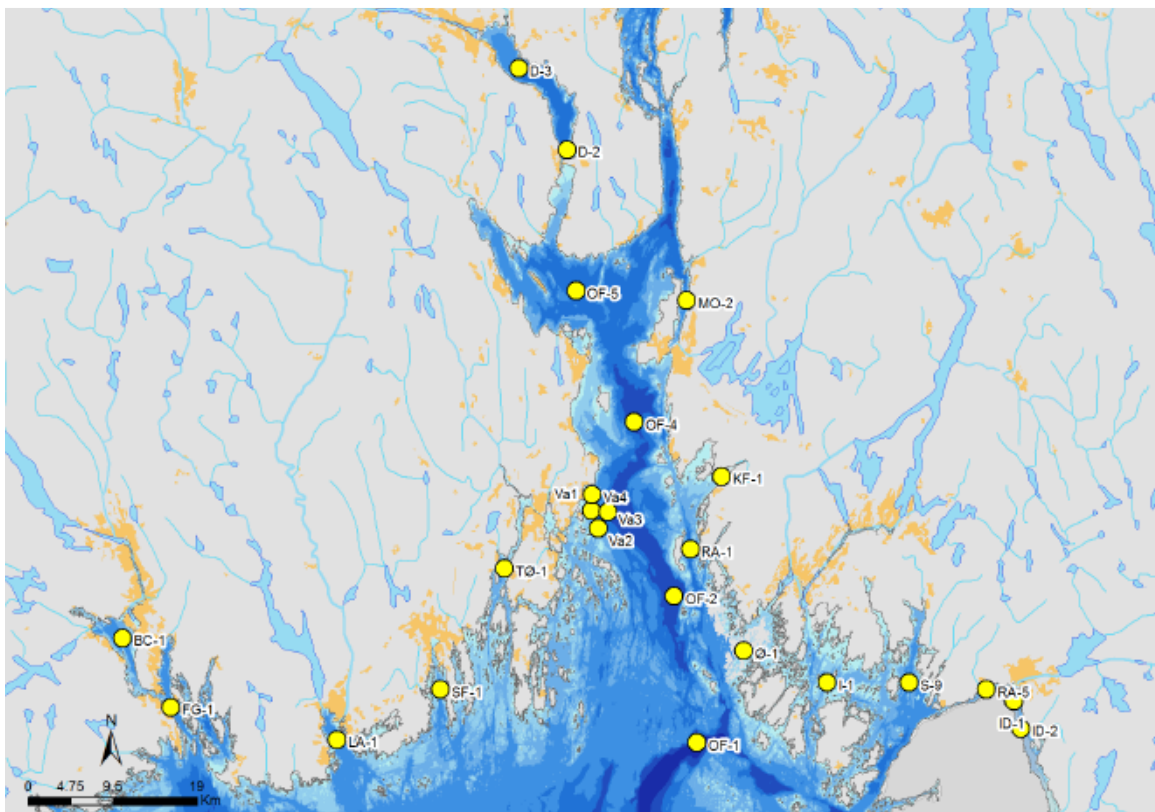 D-3
D-2
OF-5
MO-2
OF-4
KF-1
Va1
Va4
Va3
Va2
RA-1
TØ-1
OF-2
BC-1
Ø-1
I-1
S-9
SF-1
RA-5
FG-1
ID-1
ID-2
N
LA-1
OF-1
0 4.75 9.5 19
Km